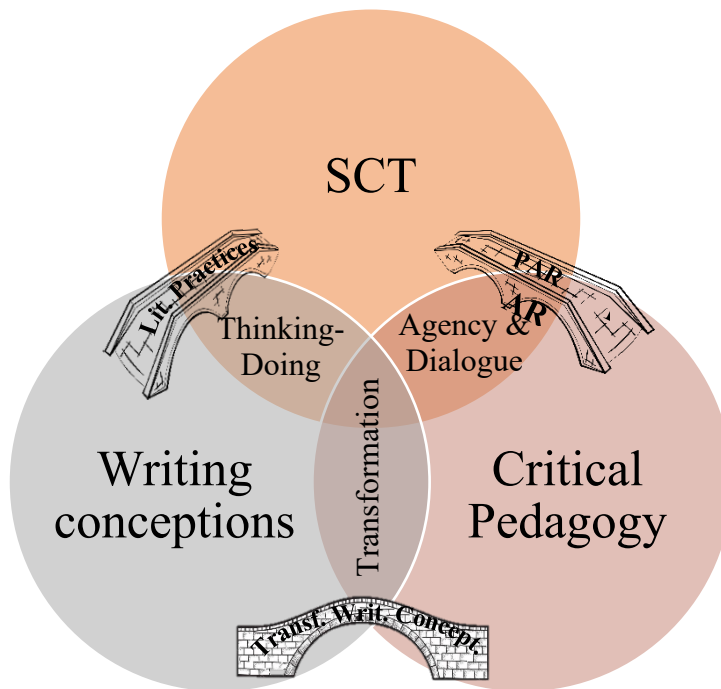 SCT
Lit. Practices
PAR
AR
Thinking-
Doing
Agency &
Dialogue
Transformation
Writing
conceptions
Critical
Pedagogy
Transf. Writ. Concept.